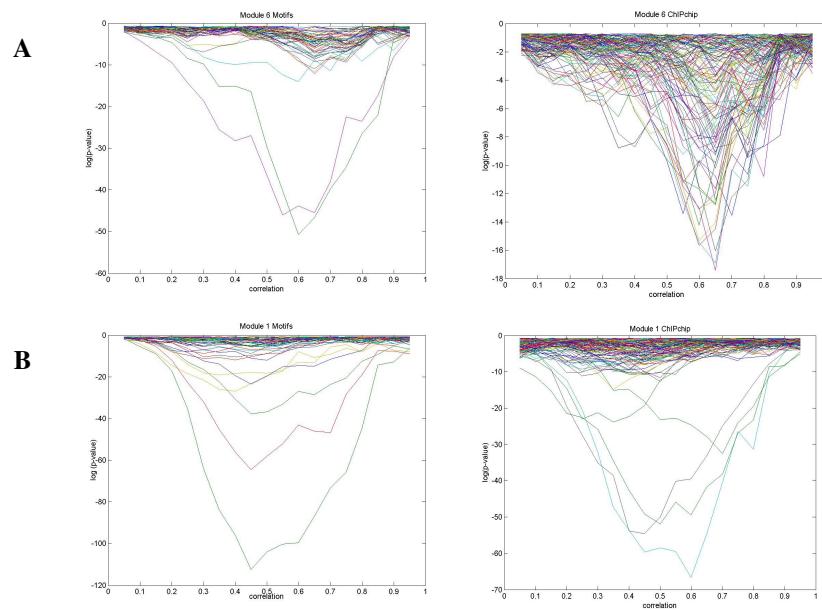 A
Module 6 Motifs
0
-10
-20
-30
-40
-50
-60
log(p-value)
0 0.1 0.2 0.3 0.4 0.5 0.6 0.7 0.8 0.9 1
correlation
Module 6 ChIPchip
0
-2
-4
-6
-8
-10
-12
-14
-16
-18
log(p-value)
0.1 0.2 0.3 0.4 0.5 0.6 0.7 0.8 0.9
correlation
B
Module 1 Motifs
0
-20
-40
-60
-80
-100
-120
log (p-value)
0 0.1 0.2 0.3 0.4 0.5 0.6 0.7 0.8 0.9 1
correlation
Module 1 ChIPchip
0
-10
-20
-30
-40
-50
-60
-70
log(p-value)
0 0.1 0.2 0.3 0.4 0.5 0.6 0.7 0.8 0.9 1
correlation